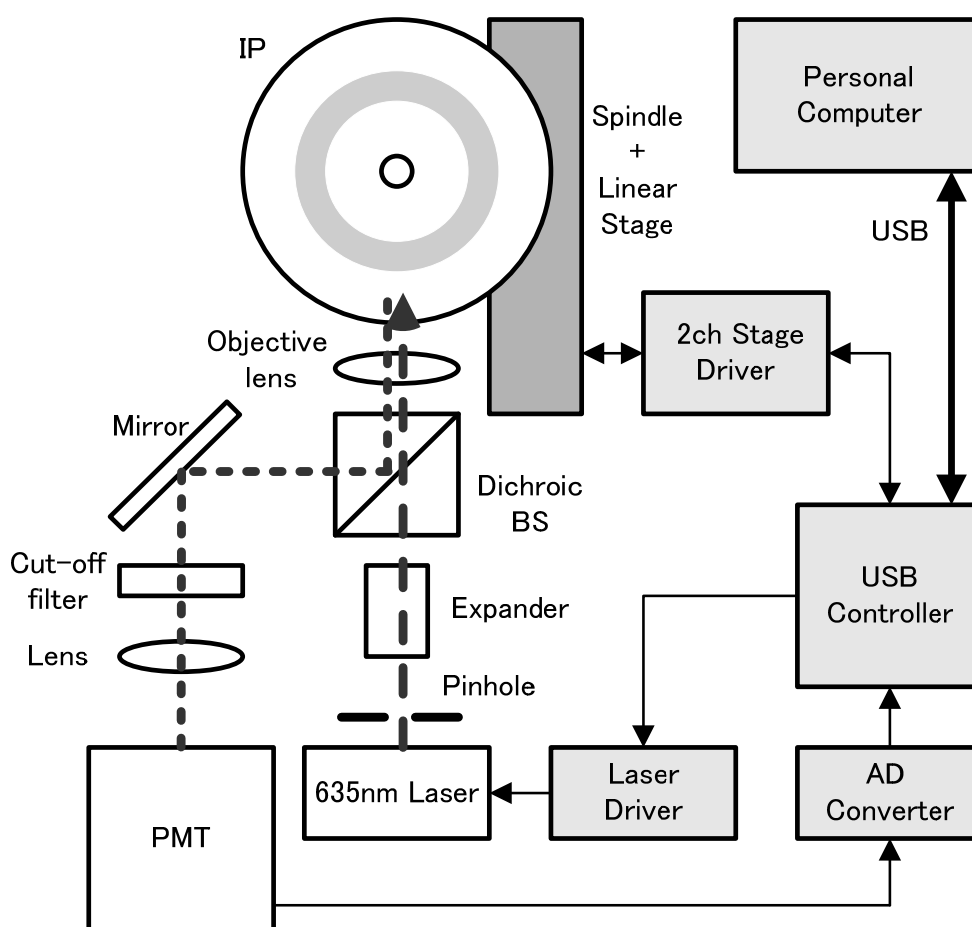 IP
Spindle
+
Linear
Stage
Personal
Computer
USB
2ch Stage
Driver
Objective
lens
Mirror
Dichroic
BS
Cut-off
filter
Expander
USB
Controller
Lens
Pinhole
635nm Laser
Laser
Driver
AD
Converter
PMT